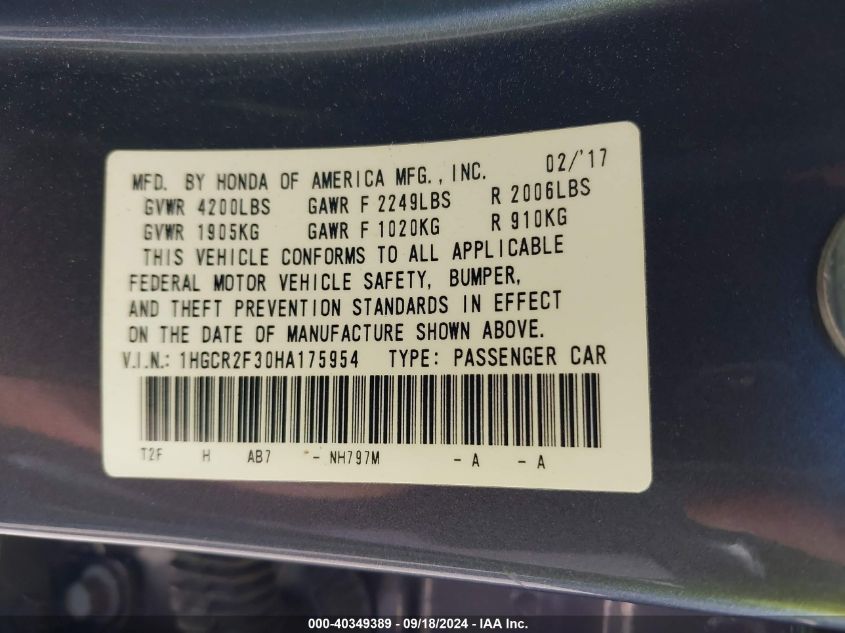 MFD. BY HONDA OF AMERICA MFG., INC. 02/'17
GVWR 4200LBS GAWR F 2249LBS R 2006LBS
GVWR 1905KG GAWR F 1020KG R 910KG
THIS VEHICLE CONFORMS TO ALL APPLICABLE
FEDERAL MOTOR VEHICLE SAFETY, BUMPER,
AND THEFT PREVENTION STANDARDS IN EFFECT
ON THE DATE OF MANUFACTURE SHOWN ABOVE.
V.I.N.: 1HGCR2F30HA175954 TYPE: PASSENGER CAR
T2F H AB7 - NH797M - A - A
000-40349389 - 09/18/2024 - IAA Inc.